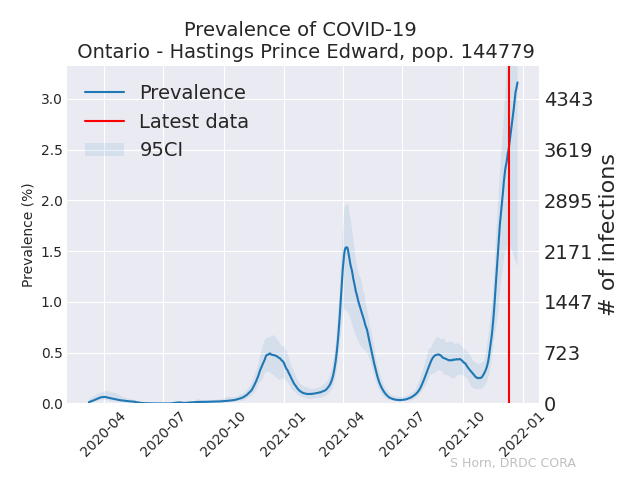 Prevalence of COVID-19
Ontario - Hastings Prince Edward, pop. 144779
Prevalence
Latest data
95CI
Prevalence (%)
3.0
2.5
2.0
1.5
1.0
0.5
0.0
4343
3619
2895
2171
1447
723
0
# of infections
2020-04
2020-07
2020-10
2021-01
2021-04
2021-07
2021-10
2022-01
S Horn, DRDC CORA